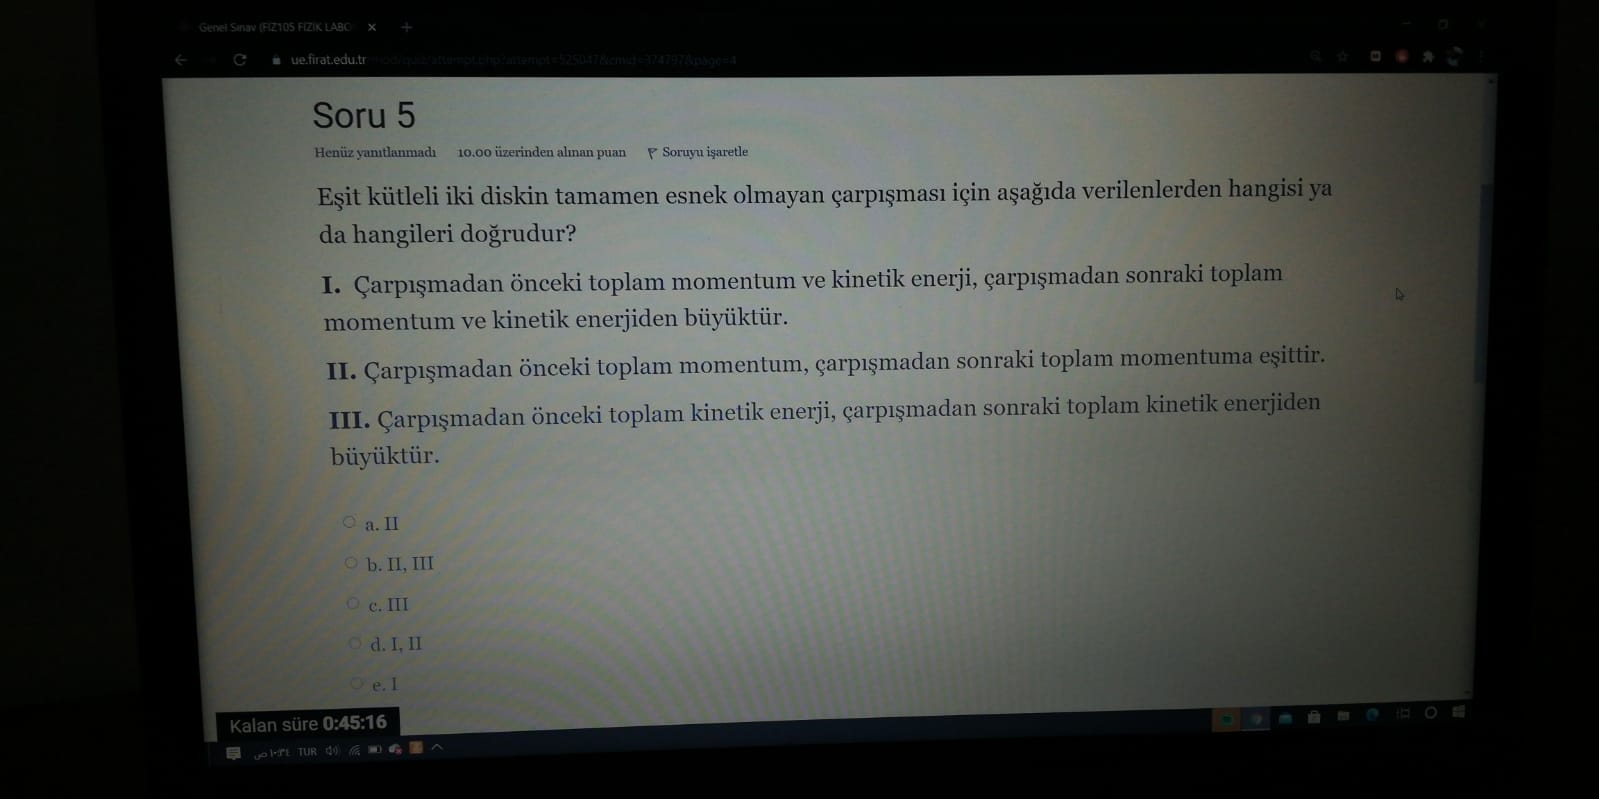 Genel Sınav (FİZ105 FİZİK LABO
ue.firat.edu.tr/mod/quiz/attempt.php?attempt=525047&cmid=374797&page=4
Soru 5
Henüz yanıtlanmadı 10.00 üzerinden alınan puan Soruyu işaretle
Eşit kütleli iki diskin tamamen esnek olmayan çarpışması için aşağıda verilenlerden hangisi ya
da hangileri doğrudur?
I. Çarpışmadan önceki toplam momentum ve kinetik enerji, çarpışmadan sonraki toplam
momentum ve kinetik enerjiden büyüktür.
II. Çarpışmadan önceki toplam momentum, çarpışmadan sonraki toplam momentuma eşittir.
III. Çarpışmadan önceki toplam kinetik enerji, çarpışmadan sonraki toplam kinetik enerjiden
büyüktür.
a. II
b. II, III
c. III
d. I, II
e. I
Kalan süre 0:45:16
TUR